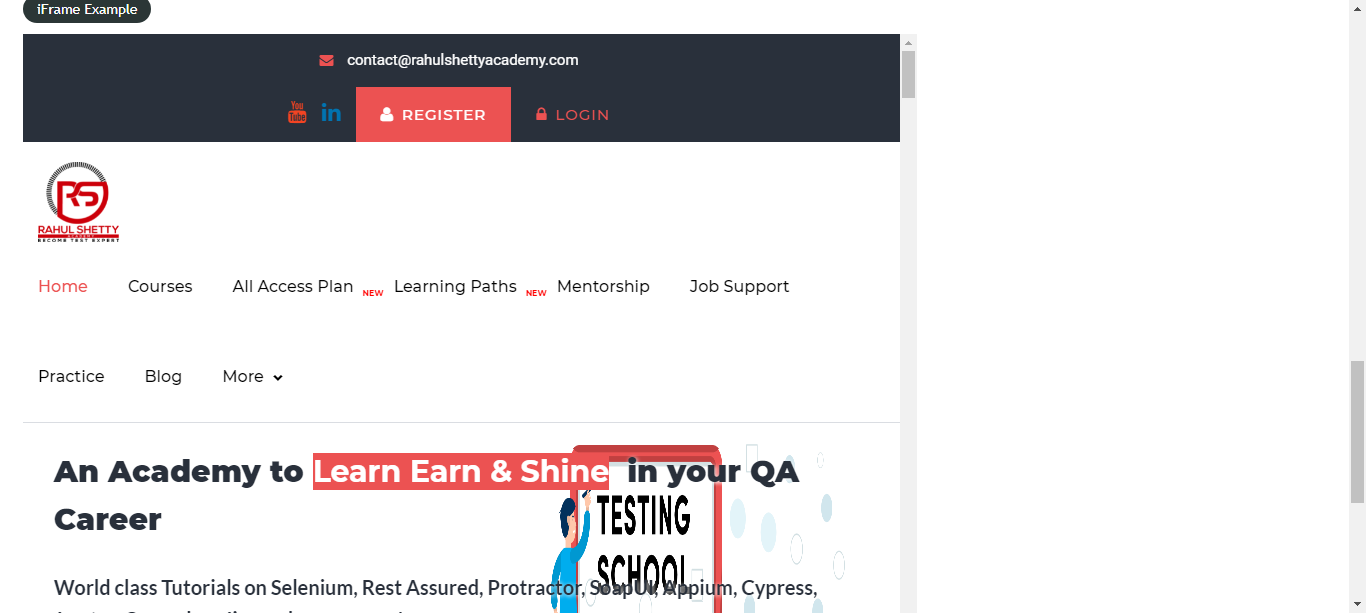 iFrame Example
contact@rahulshettyacademy.com
You
Tube
in
REGISTER
LOGIN
RS
RAHUL SHETTY
ACADEMY
BECOME TEST EXPERT
Home
Courses
All Access Plan
NEW
Learning Paths
NEW
Mentorship
Job Support
Practice
Blog
More
An Academy to Learn Earn & Shine in your QA
Career
TESTING
SCHOOL
World class Tutorials on Selenium, Rest Assured, Protractor, SoapUI, Appium, Cypress,